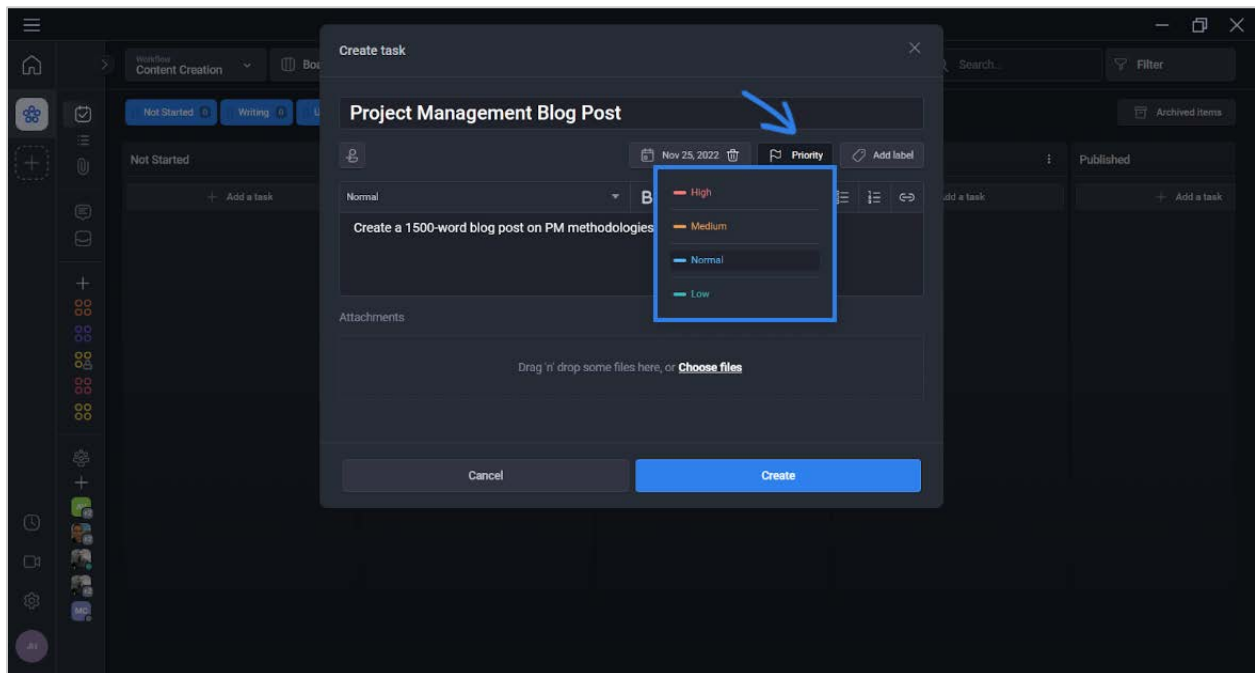 Create task
Workflow
Content Creation
Search...
Filter
Not Started 0
Writing 0
Project Management Blog Post
Archived items
Not Started
Nov 25, 2022
Priority
Add label
Published
+ Add a task
Normal
B
High
Add a task
+ Add a task
Create a 1500-word blog post on PM methodologies
Medium
Normal
Low
Attachments
Drag 'n' drop some files here, or Choose files
Cancel
Create
MC